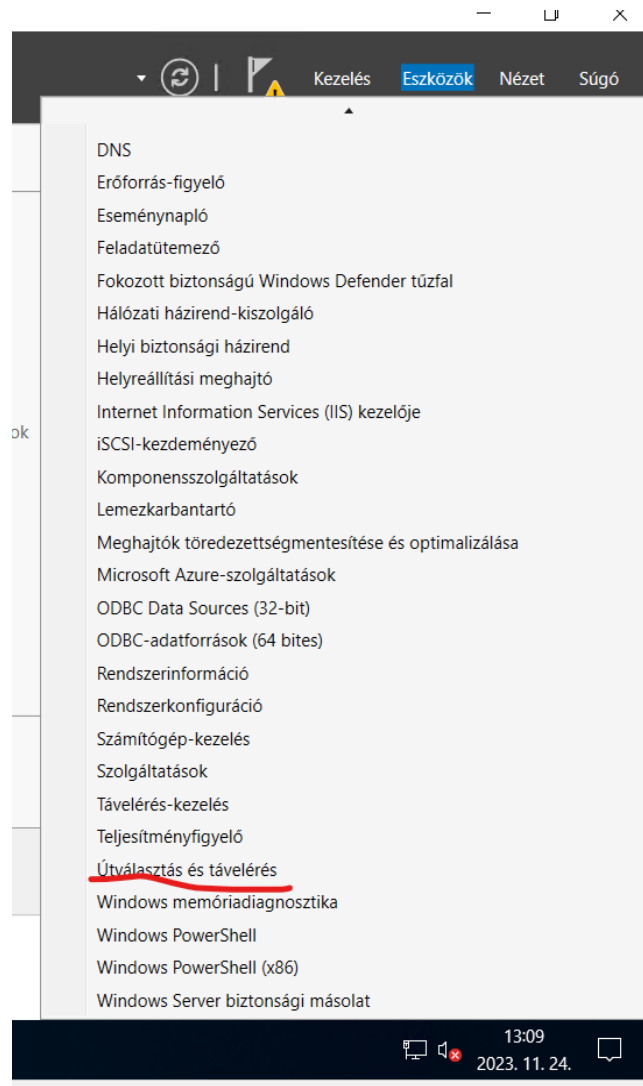 Kezelés Eszközök Nézet Súgó
DNS
Erőforrás-figyelő
Eseménynapló
Feladatütemező
Fokozott biztonságú Windows Defender tűzfal
Hálózati házirend-kiszolgáló
Helyi biztonsági házirend
Helyreállítási meghajtó
Internet Information Services (IIS) kezelője
ok
iSCSI-kezdeményező
Komponensszolgáltatások
Lemezkarbantartó
Meghajtók töredezettségmentesítése és optimalizálása
Microsoft Azure-szolgáltatások
ODBC Data Sources (32-bit)
ODBC-adatforrások (64 bites)
Rendszerinformáció
Rendszerkonfiguráció
Számítógép-kezelés
Szolgáltatások
Távelérés-kezelés
Teljesítményfigyelő
Útválasztás és távelérés
Windows memóriadiagnosztika
Windows PowerShell
Windows PowerShell (x86)
Windows Server biztonsági másolat
13:09
2023. 11. 24.